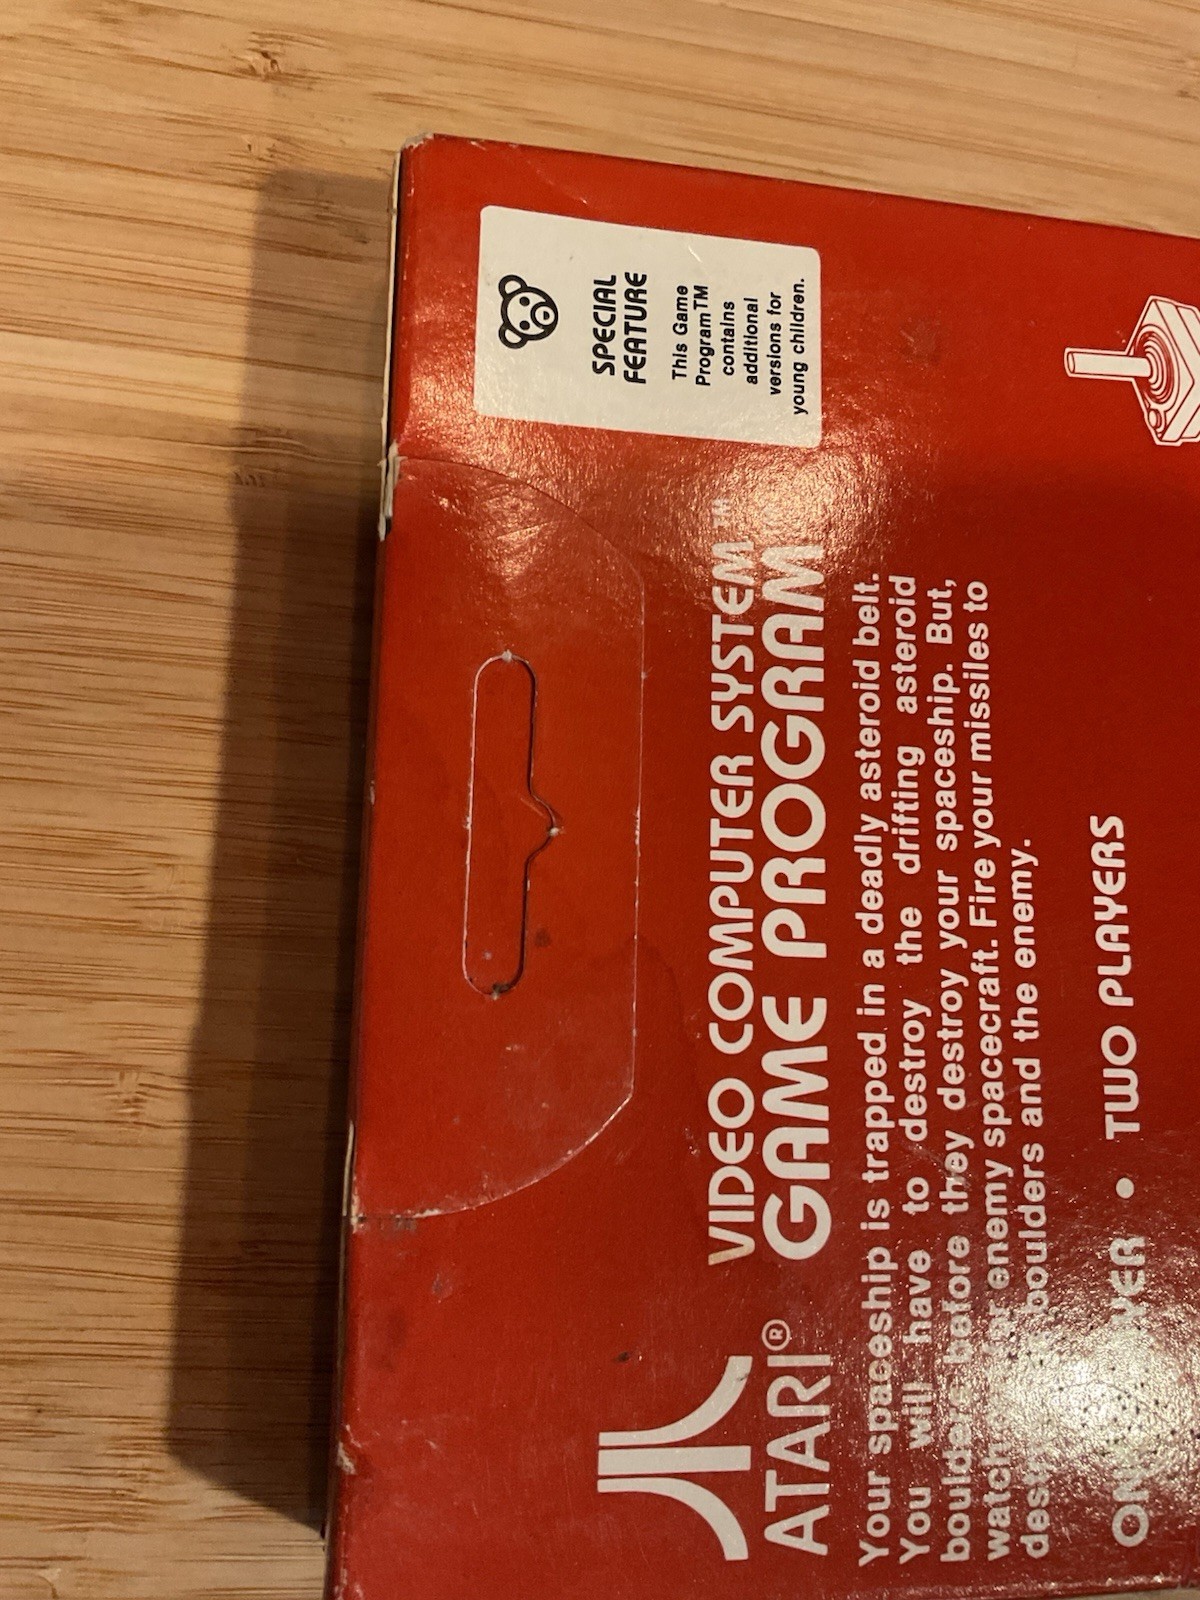 ATARI®
VIDEO COMPUTER SYSTEM™
GAME PROGRAM
Your spaceship is trapped in a deadly asteroid belt.
You will have to destroy the drifting asteroid
boulders before they destroy your spaceship. But,
watch enemy spacecraft. Fire your missiles to
boulders and the enemy.
• TWO PLAYERS
SPECIAL
FEATURE
This Game
Program™
contains
additional
versions for
young children.